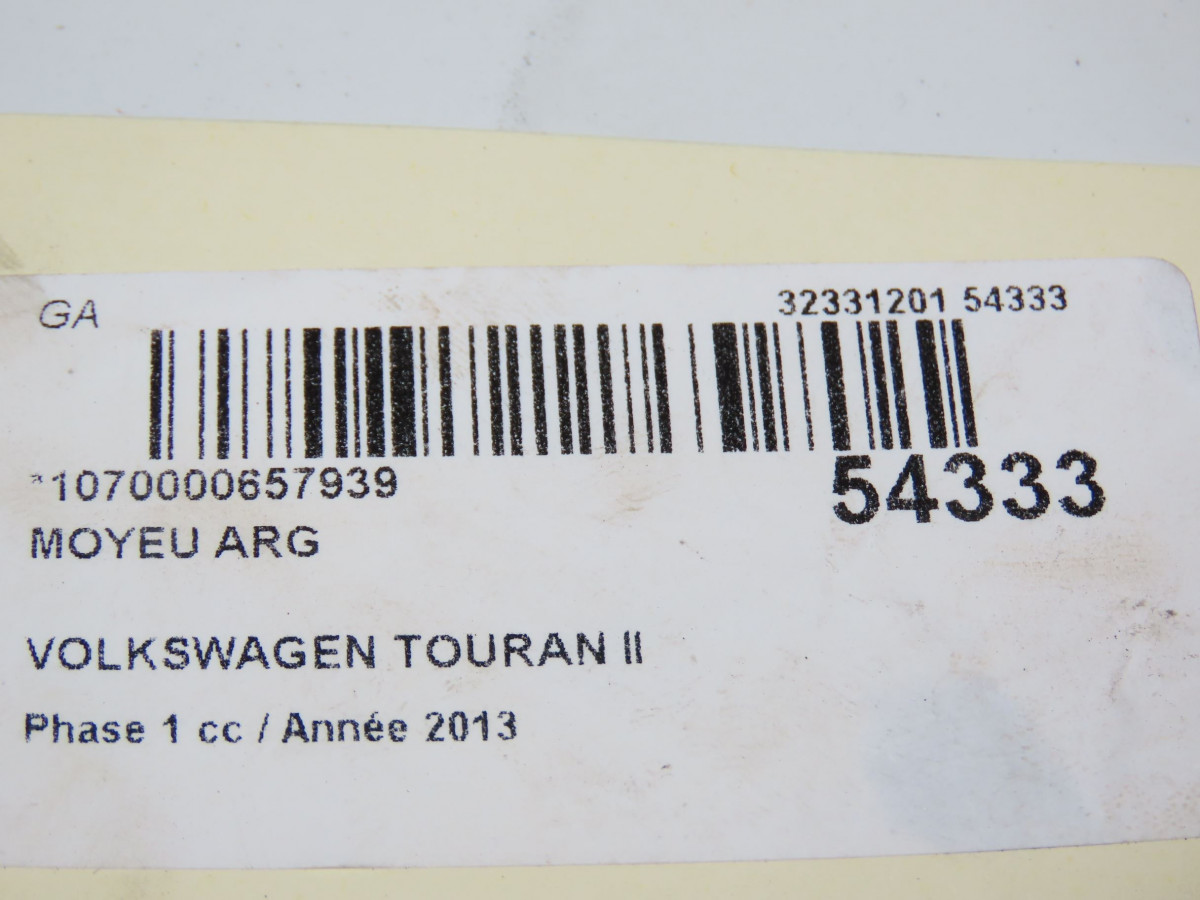 GA
32331201 54333
*1070000657939
54333
MOYEU ARG
VOLKSWAGEN TOURAN II
Phase 1 cc / Année 2013